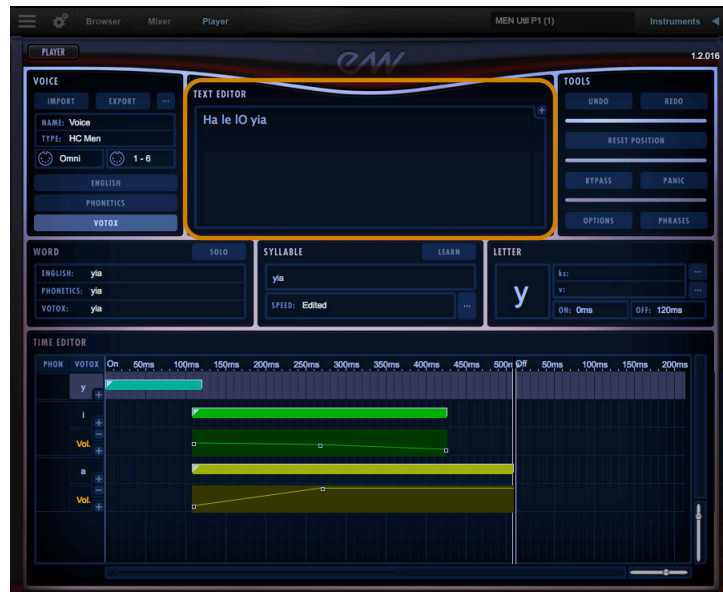 Browser Mixer Player MEN Util P1 (1) Instruments
PLAYER
EW
1.2.016
VOICE
IMPORT EXPORT ...
NAME: Voice
TYPE: HC Men
Omni 1 - 6
ENGLISH
PHONETICS
VOTOX
TEXT EDITOR
+
Ha le lO yia
TOOLS
UNDO REDO
RESET POSITION
BYPASS PANIC
OPTIONS PHRASES
WORD SOLO
ENGLISH: yia
PHONETICS: yia
VOTOX: yia
SYLLABLE LEARN
yia
SPEED: Edited ...
LETTER
y
ks: ...
v: ...
ON: 0ms OFF: 120ms
TIME EDITOR
PHON VOTOX On 50ms 100ms 150ms 200ms 250ms 300ms 350ms 400ms 450ms 500n Off 50ms 100ms 150ms 200ms
y +
i +
Vol. - +
a +
Vol. - +